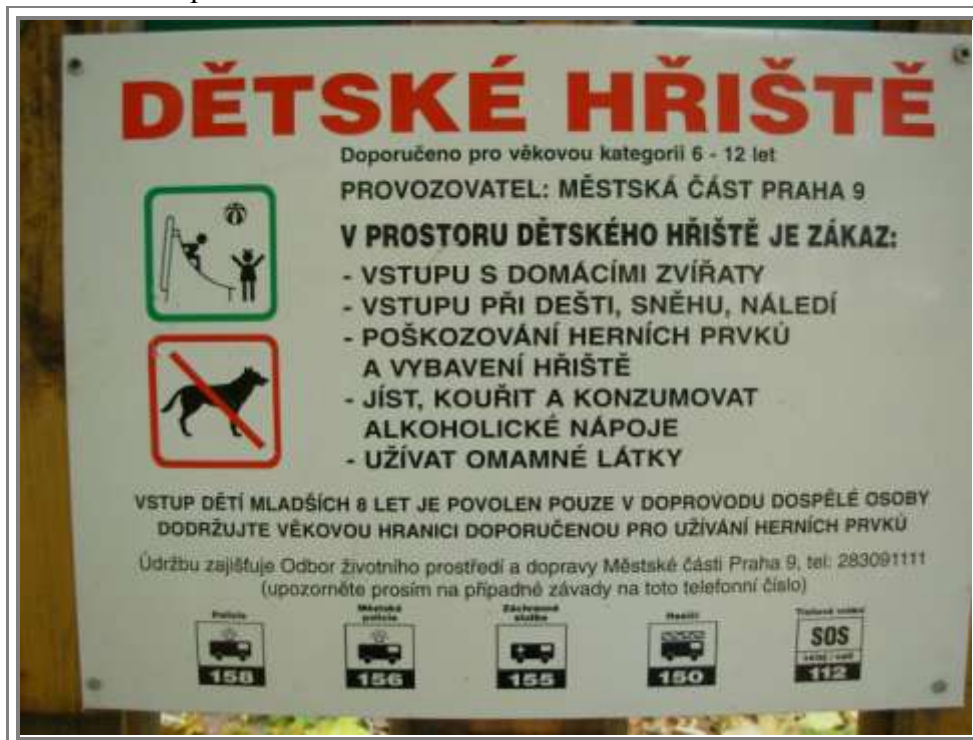 DĚTSKÉ HŘIŠTĚ
Doporučeno pro věkovou kategorii 6 - 12 let
PROVOZOVATEL: MĚSTSKÁ ČÁST PRAHA 9
V PROSTORU DĚTSKÉHO HŘIŠTĚ JE ZÁKAZ:
- VSTUPU S DOMÁCÍMI ZVÍŘATY
- VSTUPU PŘI DEŠTI, SNĚHU, NÁLEDÍ
- POŠKOZOVÁNÍ HERNÍCH PRVKŮ
A VYBAVENÍ HŘIŠTĚ
- JÍST, KOUŘIT A KONZUMOVAT
ALKOHOLICKÉ NÁPOJE
- UŽÍVAT OMAMNÉ LÁTKY
VSTUP DĚTÍ MLADŠÍCH 8 LET JE POVOLEN POUZE V DOPROVODU DOSPĚLÉ OSOBY
DODRŽUJTE VĚKOVOU HRANICI DOPORUČENOU PRO UŽÍVÁNÍ HERNÍCH PRVKŮ
Údržbu zajišťuje Odbor životního prostředí a dopravy Městské části Praha 9, tel: 283091111
(upozorněte prosím na případné závady na toto telefonní číslo)
Policie
158
Městská
policie
156
Záchranná
služba
155
Hasiči
150
Tísňové volání
SOS
112